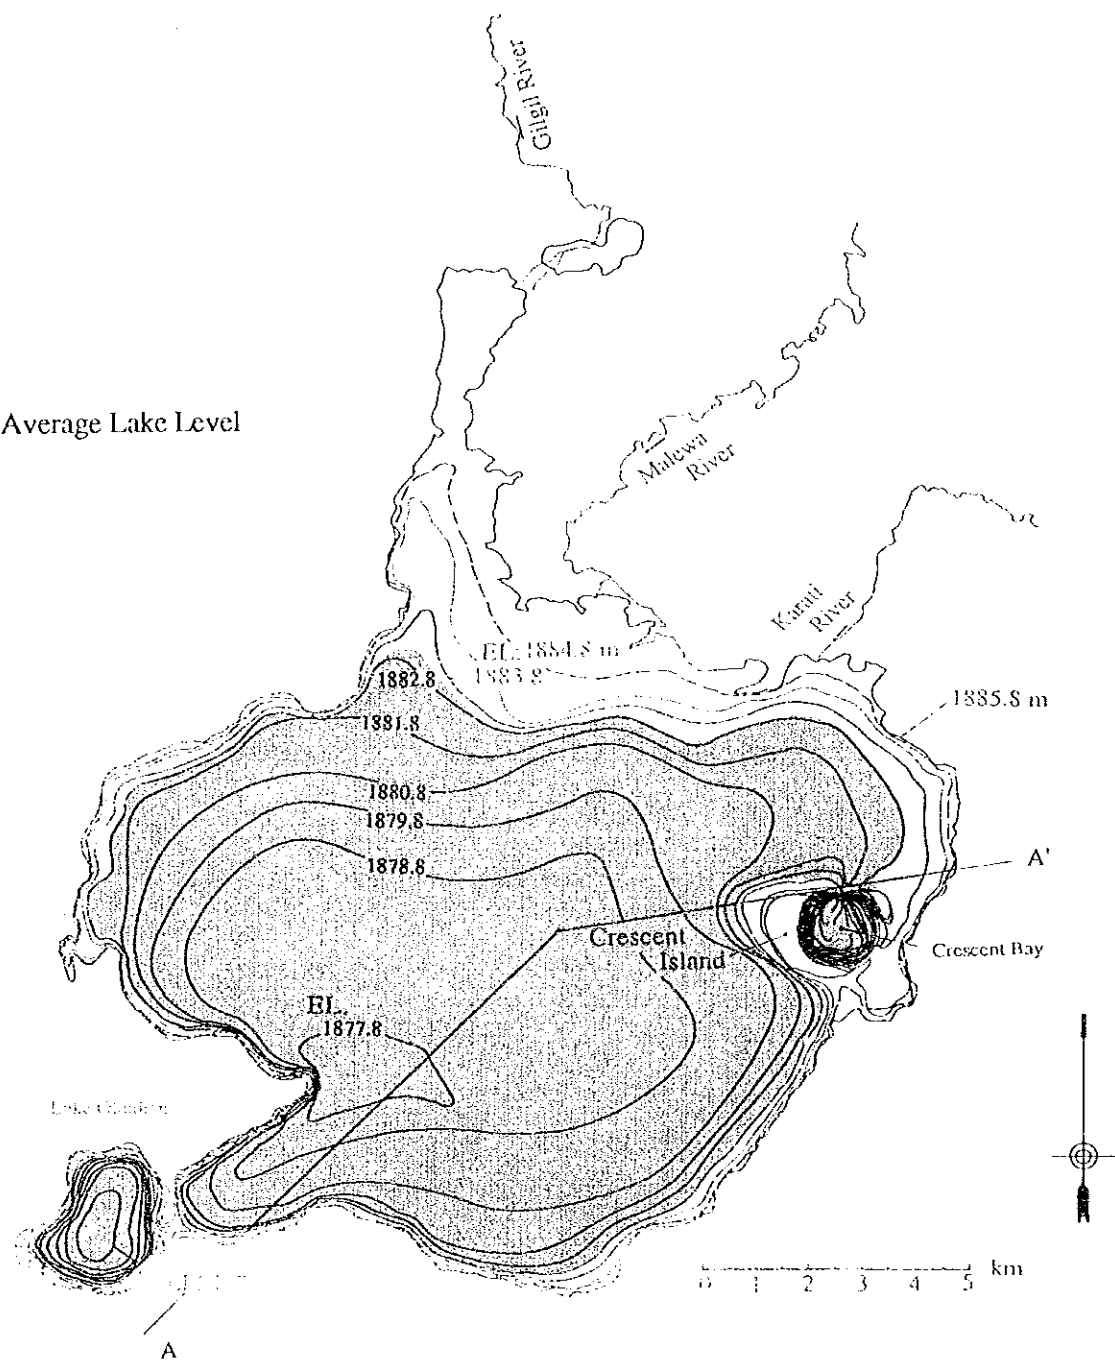 Gilgil River
Average Lake Level
Malewa
River
Karati
River
EL. 1884.8 m
1883.8
1882.8
1885.8 m
1881.8
1880.8
1879.8
1878.8
A'
Crescent
Island
Crescent Bay
EL.
1877.8
0 1 2 3 4 5 km
A